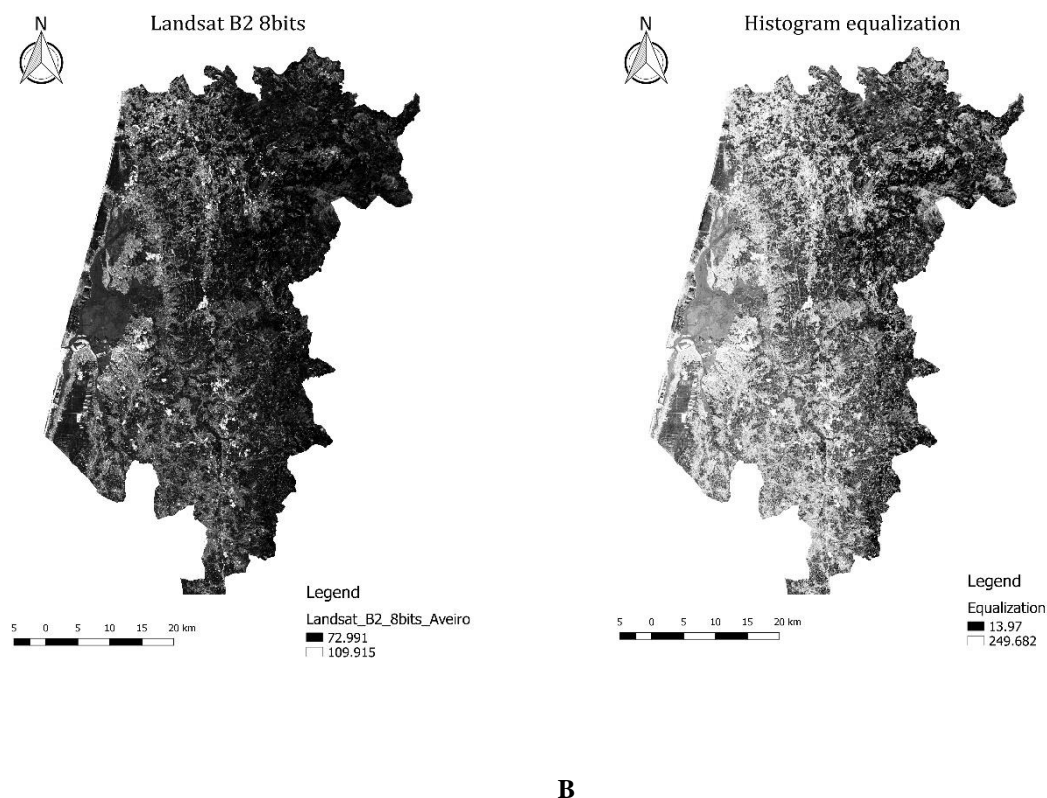 Landsat B2 8bits
N
Legend
Landsat_B2_8bits_Aveiro
72.991
109.915
5 0 5 10 15 20 km
Histogram equalization
N
Legend
Equalization
13.97
249.682
5 0 5 10 15 20 km
B